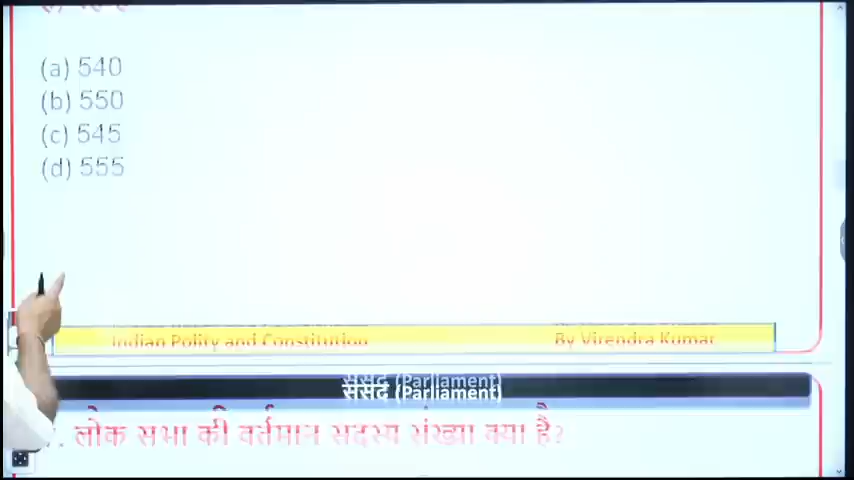 (a) 540
(b) 550
(c) 545
(d) 555
Indian Polity and Constitution By Virendra Kumar
संसद (Parliament)
लोक सभा की वर्तमान सदस्य संख्या क्या है?